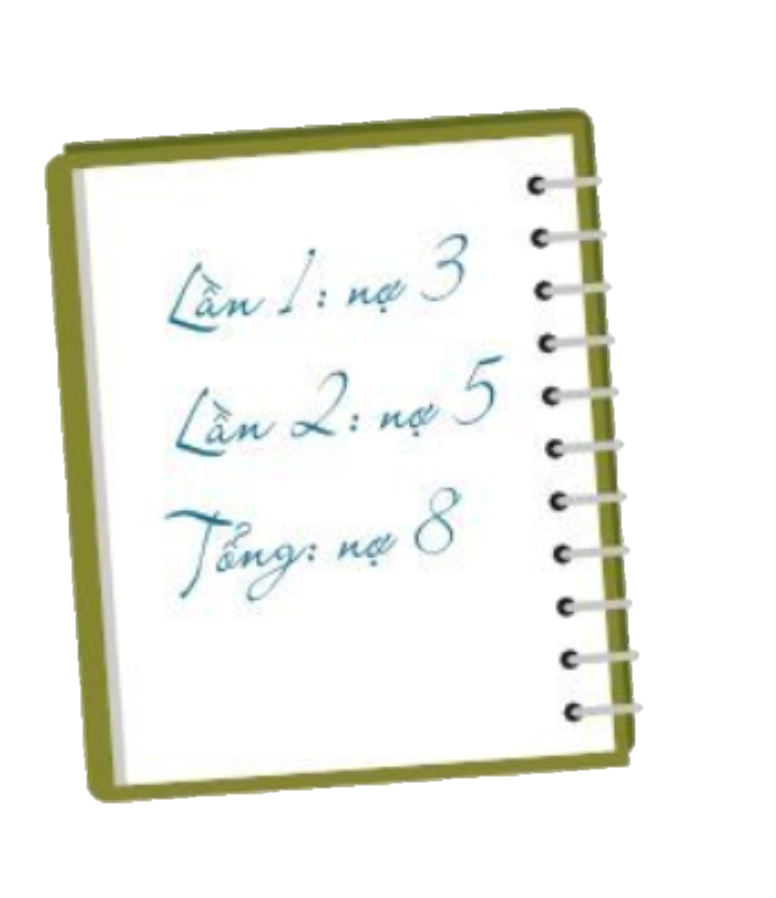 Lần 1: nợ 3
Lần 2: nợ 5
Tổng: nợ 8